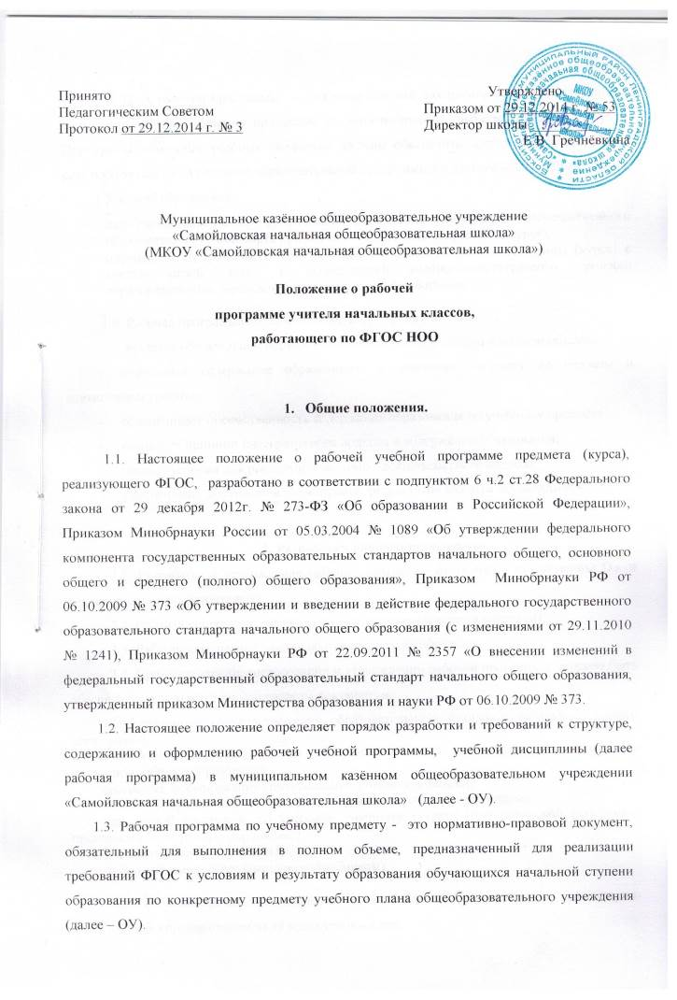 Принято
Педагогическим Советом
Протокол от 29.12.2014 г. № 3
Утверждено
Приказом от 29.12.2014 г. № 53
Директор школы
Е.В. Гречнёвкина
МКОУ
Муниципальное казённое общеобразовательное учреждение
«Самойловская начальная общеобразовательная школа»
(МКОУ «Самойловская начальная общеобразовательная школа»)
Положение о рабочей
программе учителя начальных классов,
работающего по ФГОС НОО
1. Общие положения.
1.1. Настоящее положение о рабочей учебной программе предмета (курса),
реализующего ФГОС, разработано в соответствии с подпунктом 6 ч.2 ст.28 Федерального
закона от 29 декабря 2012г. № 273-ФЗ «Об образовании в Российской Федерации»,
Приказом Минобрнауки России от 05.03.2004 № 1089 «Об утверждении федерального
компонента государственных образовательных стандартов начального общего, основного
общего и среднего (полного) общего образования», Приказом Минобрнауки РФ от
06.10.2009 № 373 «Об утверждении и введении в действие федерального государственного
образовательного стандарта начального общего образования (с изменениями от 29.11.2010
№ 1241), Приказом Минобрнауки РФ от 22.09.2011 № 2357 «О внесении изменений в
федеральный государственный образовательный стандарт начального общего образования,
утвержденный приказом Министерства образования и науки РФ от 06.10.2009 № 373.
1.2. Настоящее положение определяет порядок разработки и требований к структуре,
содержанию и оформлению рабочей учебной программы, учебной дисциплины (далее
рабочая программа) в муниципальном казённом общеобразовательном учреждении
«Самойловская начальная общеобразовательная школа» (далее - ОУ).
1.3. Рабочая программа по учебному предмету - это нормативно-правовой документ,
обязательный для выполнения в полном объеме, предназначенный для реализации
требований ФГОС к условиям и результату образования обучающихся начальной ступени
образования по конкретному предмету учебного плана общеобразовательного учреждения
(далее – ОУ).